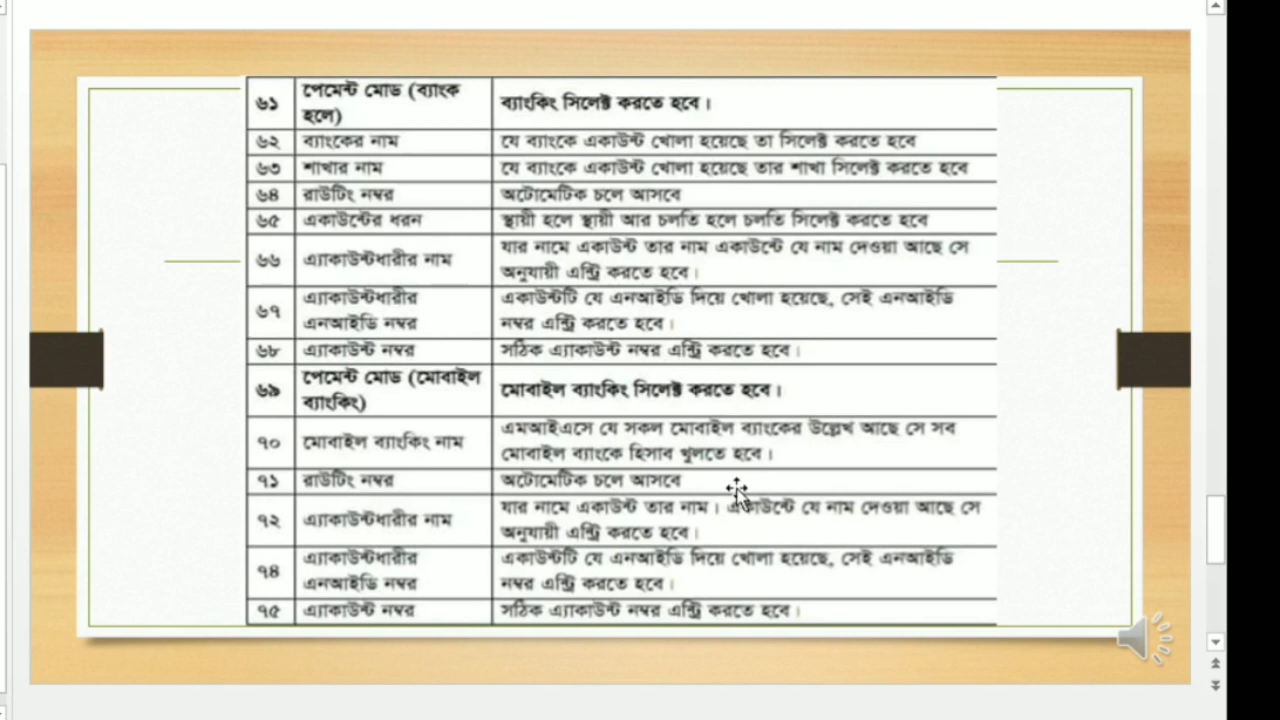 ৬১ পেমেন্ট মোড (ব্যাংক হলে) ব্যাংকিং সিলেক্ট করতে হবে।
৬২ ব্যাংকের নাম যে ব্যাংকে একাউন্ট খোলা হয়েছে তা সিলেক্ট করতে হবে
৬৩ শাখার নাম যে ব্যাংকে একাউন্ট খোলা হয়েছে তার শাখা সিলেক্ট করতে হবে
৬৪ রাউটিং নম্বর অটোমেটিক চলে আসবে
৬৫ একাউন্টের ধরন স্থায়ী হলে স্থায়ী আর চলতি হলে চলতি সিলেক্ট করতে হবে
৬৬ এ্যাকাউন্টধারীর নাম যার নামে একাউন্ট তার নাম একাউন্টে যে নাম দেওয়া আছে সে
অনুযায়ী এন্ট্রি করতে হবে।
৬৭ এ্যাকাউন্টধারীর এনআইডি নম্বর একাউন্টটি যে এনআইডি দিয়ে খোলা হয়েছে, সেই এনআইডি
নম্বর এন্ট্রি করতে হবে।
৬৮ এ্যাকাউন্ট নম্বর সঠিক এ্যাকাউন্ট নম্বর এন্ট্রি করতে হবে।
৬৯ পেমেন্ট মোড (মোবাইল ব্যাংকিং) মোবাইল ব্যাংকিং সিলেক্ট করতে হবে।
৭০ মোবাইল ব্যাংকিং নাম এমআইএসে যে সকল মোবাইল ব্যাংকের উল্লেখ আছে সে সব
মোবাইল ব্যাংকে হিসাব খুলতে হবে।
৭১ রাউটিং নম্বর অটোমেটিক চলে আসবে
৭২ এ্যাকাউন্টধারীর নাম যার নামে একাউন্ট তার নাম। একাউন্টে যে নাম দেওয়া আছে সে
অনুযায়ী এন্ট্রি করতে হবে।
৭৪ এ্যাকাউন্টধারীর এনআইডি নম্বর একাউন্টটি যে এনআইডি দিয়ে খোলা হয়েছে, সেই এনআইডি
নম্বর এন্ট্রি করতে হবে।
৭৫ এ্যাকাউন্ট নম্বর সঠিক এ্যাকাউন্ট নম্বর এন্ট্রি করতে হবে।